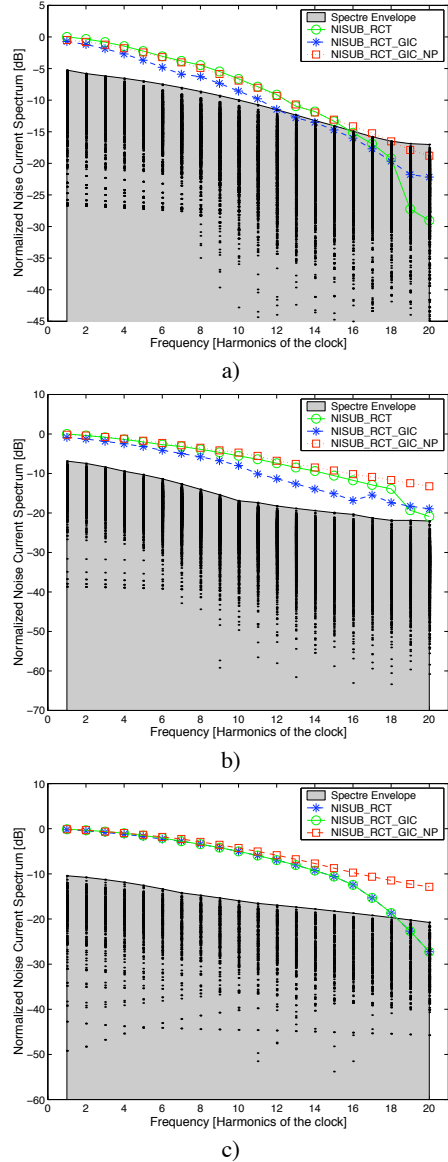 5
0
−5
−10
−15
−20
−25
−30
−35
−40
−45
Normalized Noise Current Spectrum [dB]
Spectre Envelope
NISUB_RCT
NISUB_RCT_GIC
NISUB_RCT_GIC_NP
0 2 4 6 8 10 12 14 16 18 20
Frequency [Harmonics of the clock]
a)
10
0
−10
−20
−30
−40
−50
−60
−70
Normalized Noise Current Spectrum [dB]
Spectre Envelope
NISUB_RCT
NISUB_RCT_GIC
NISUB_RCT_GIC_NP
0 2 4 6 8 10 12 14 16 18 20
Frequency [Harmonics of the clock]
b)
10
0
−10
−20
−30
−40
−50
−60
Normalized Noise Current Spectrum [dB]
Spectre Envelope
NISUB_RCT
NISUB_RCT_GIC
NISUB_RCT_GIC_NP
0 2 4 6 8 10 12 14 16 18 20
Frequency [Harmonics of the clock]
c)